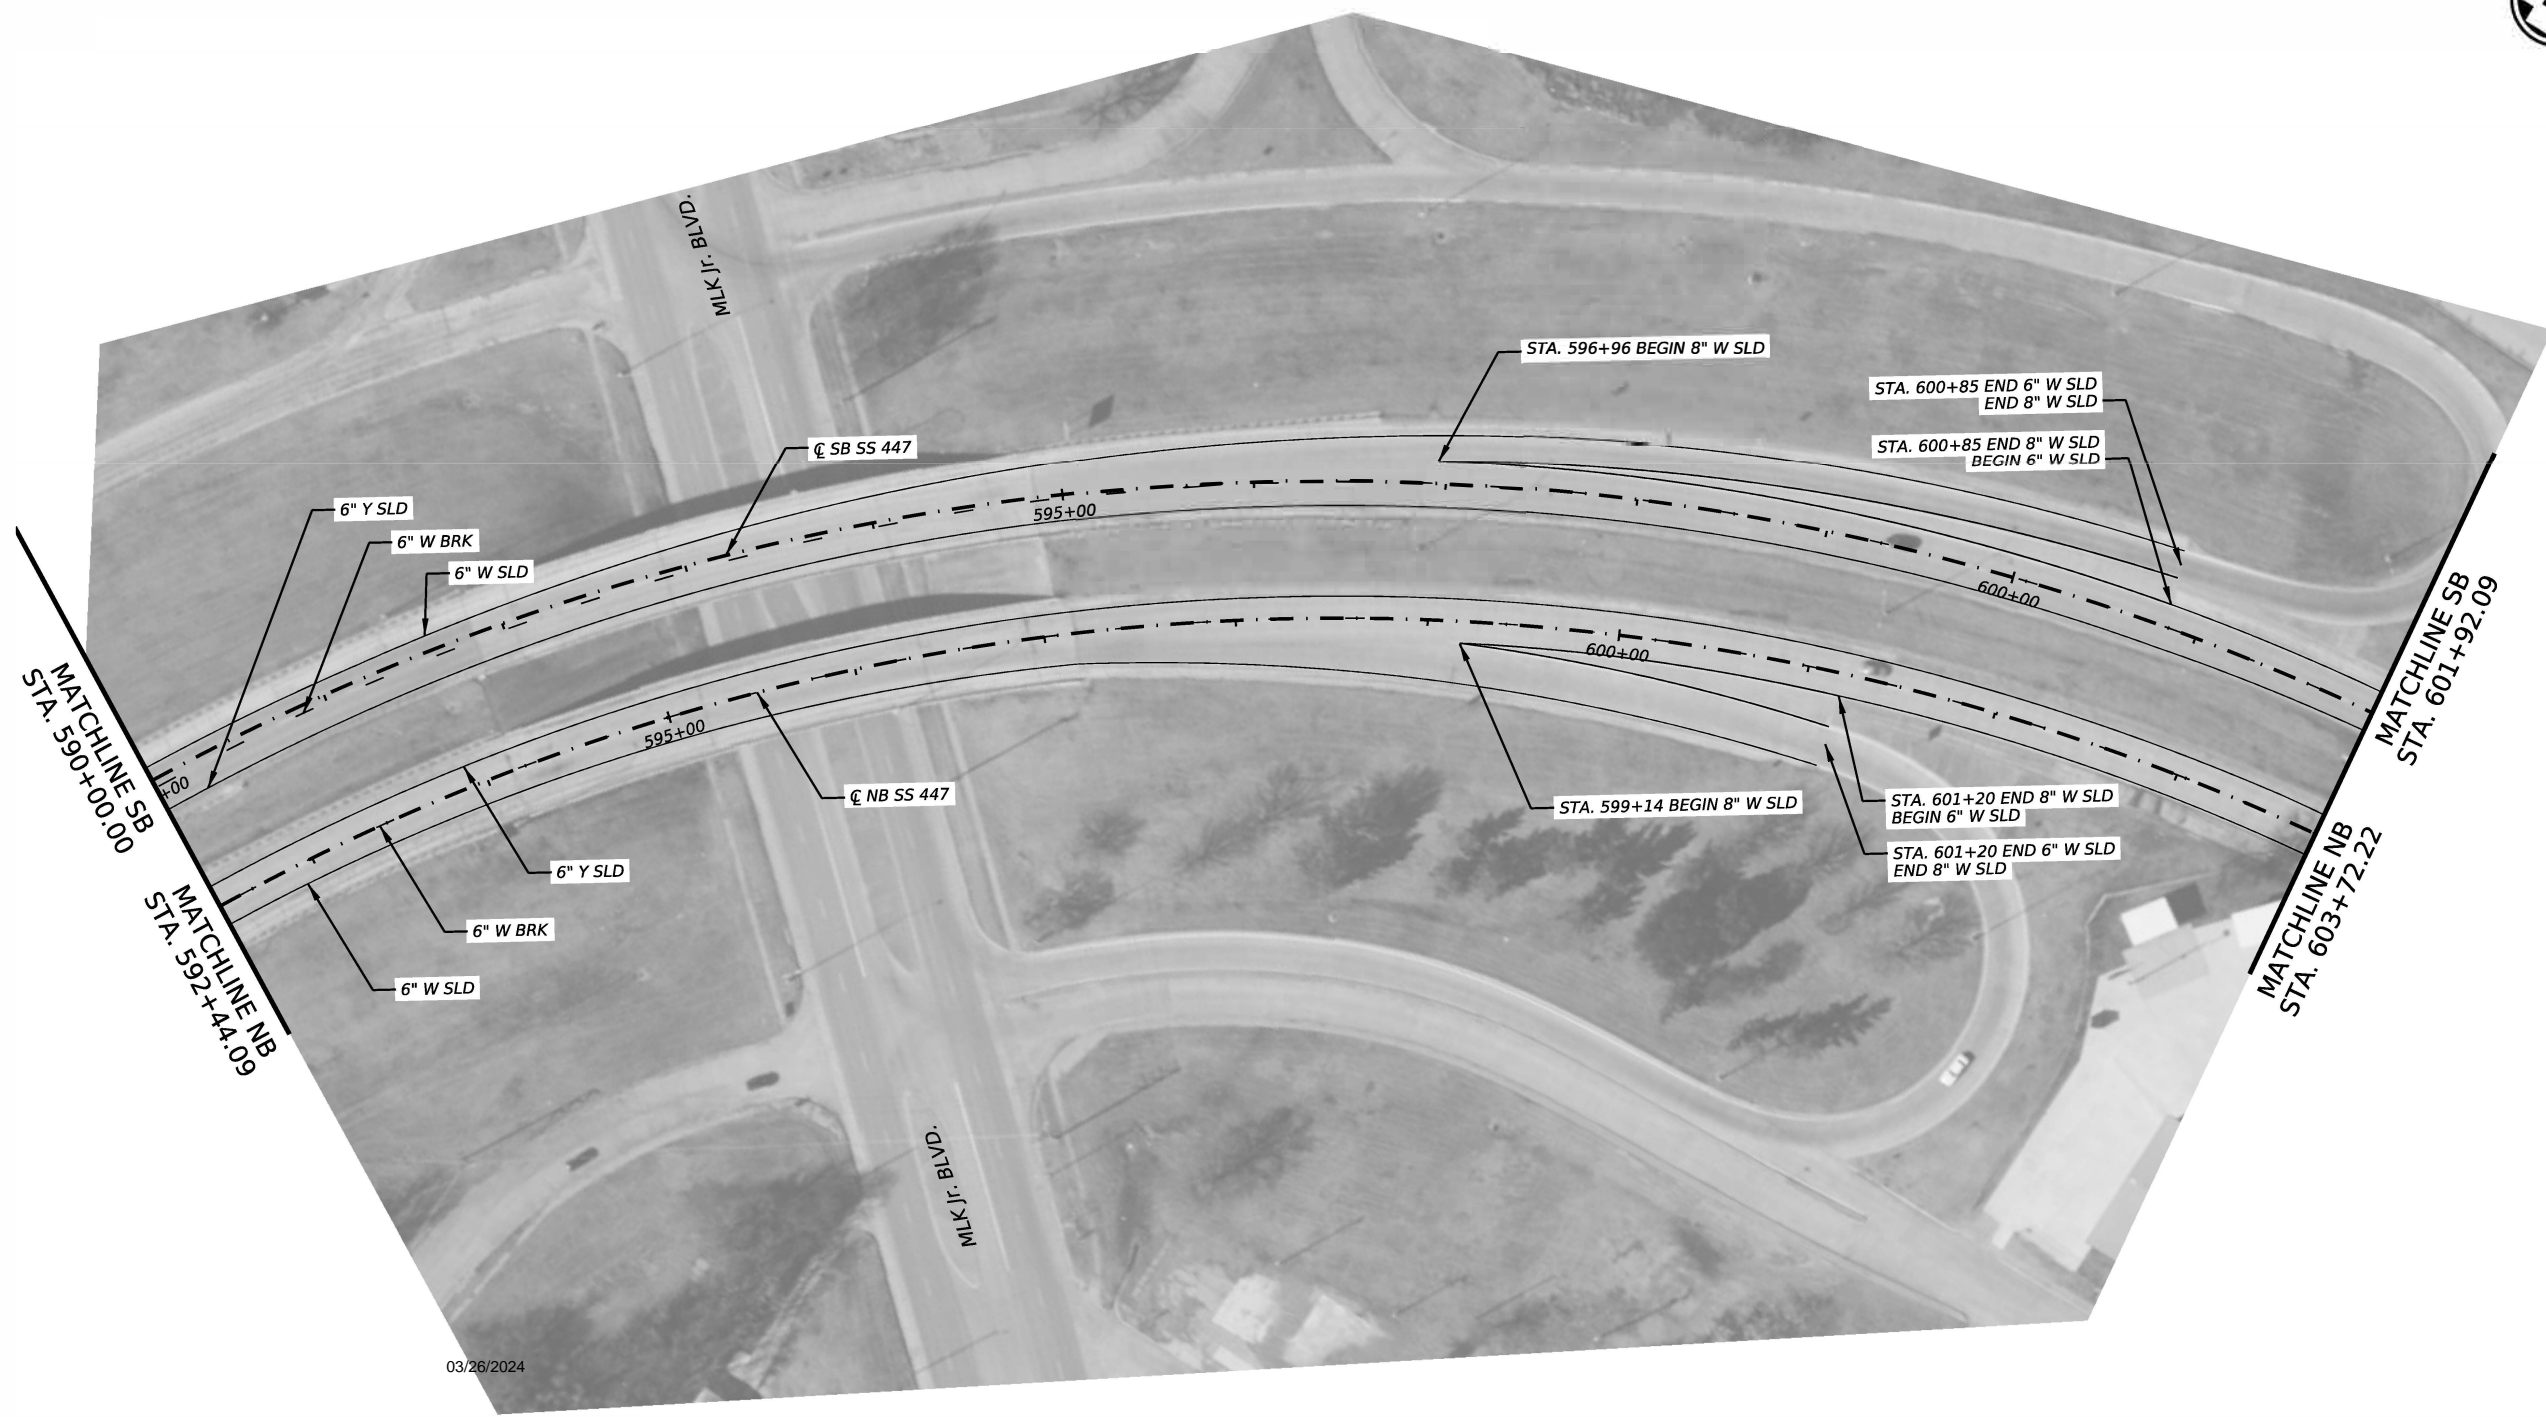 MLK Jr. BLVD.
STA. 596+96 BEGIN 8" W SLD
STA. 600+85 END 6" W SLD
END 8" W SLD
STA. 600+85 END 8" W SLD
BEGIN 6" W SLD
℄ SB SS 447
6" Y SLD
6" W BRK
6" W SLD
595+00
600+00
+00
MATCHLINE SB
STA. 590+00.00
MATCHLINE SB
STA. 601+92.09
600+00
595+00
℄ NB SS 447
STA. 599+14 BEGIN 8" W SLD
STA. 601+20 END 8" W SLD
BEGIN 6" W SLD
STA. 601+20 END 6" W SLD
END 8" W SLD
6" Y SLD
6" W BRK
6" W SLD
MATCHLINE NB
STA. 592+44.09
MATCHLINE NB
STA. 603+72.22
MLK Jr. BLVD.
03/26/2024